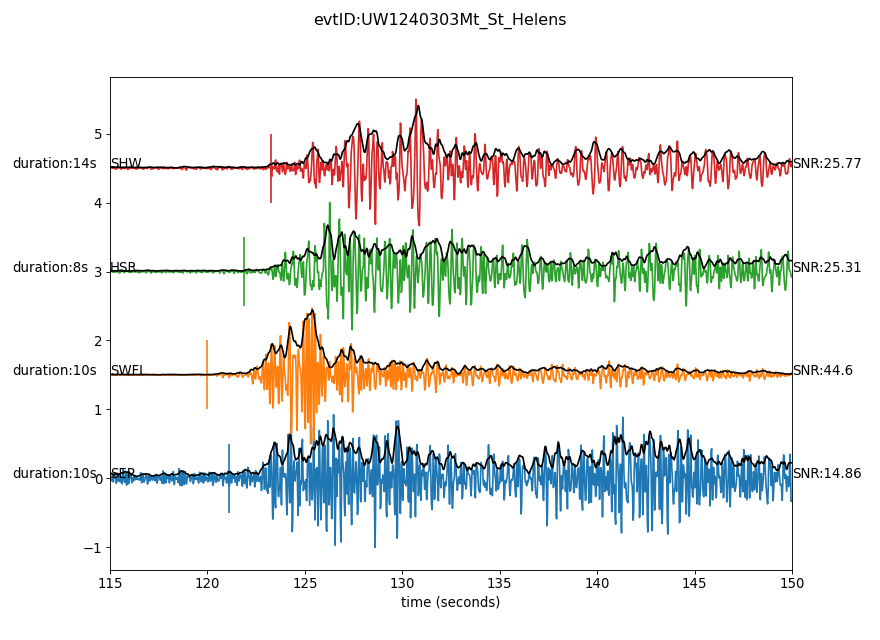 evtID:UW1240303Mt_St_Helens
5
duration:14s SHW SNR:25.77
4
duration:8s HSR 3 SNR:25.31
2
duration:10s SWFL SNR:44.6
1
duration:10s SEP 0 SNR:14.86
−1
115 120 125 130 135 140 145 150
time (seconds)